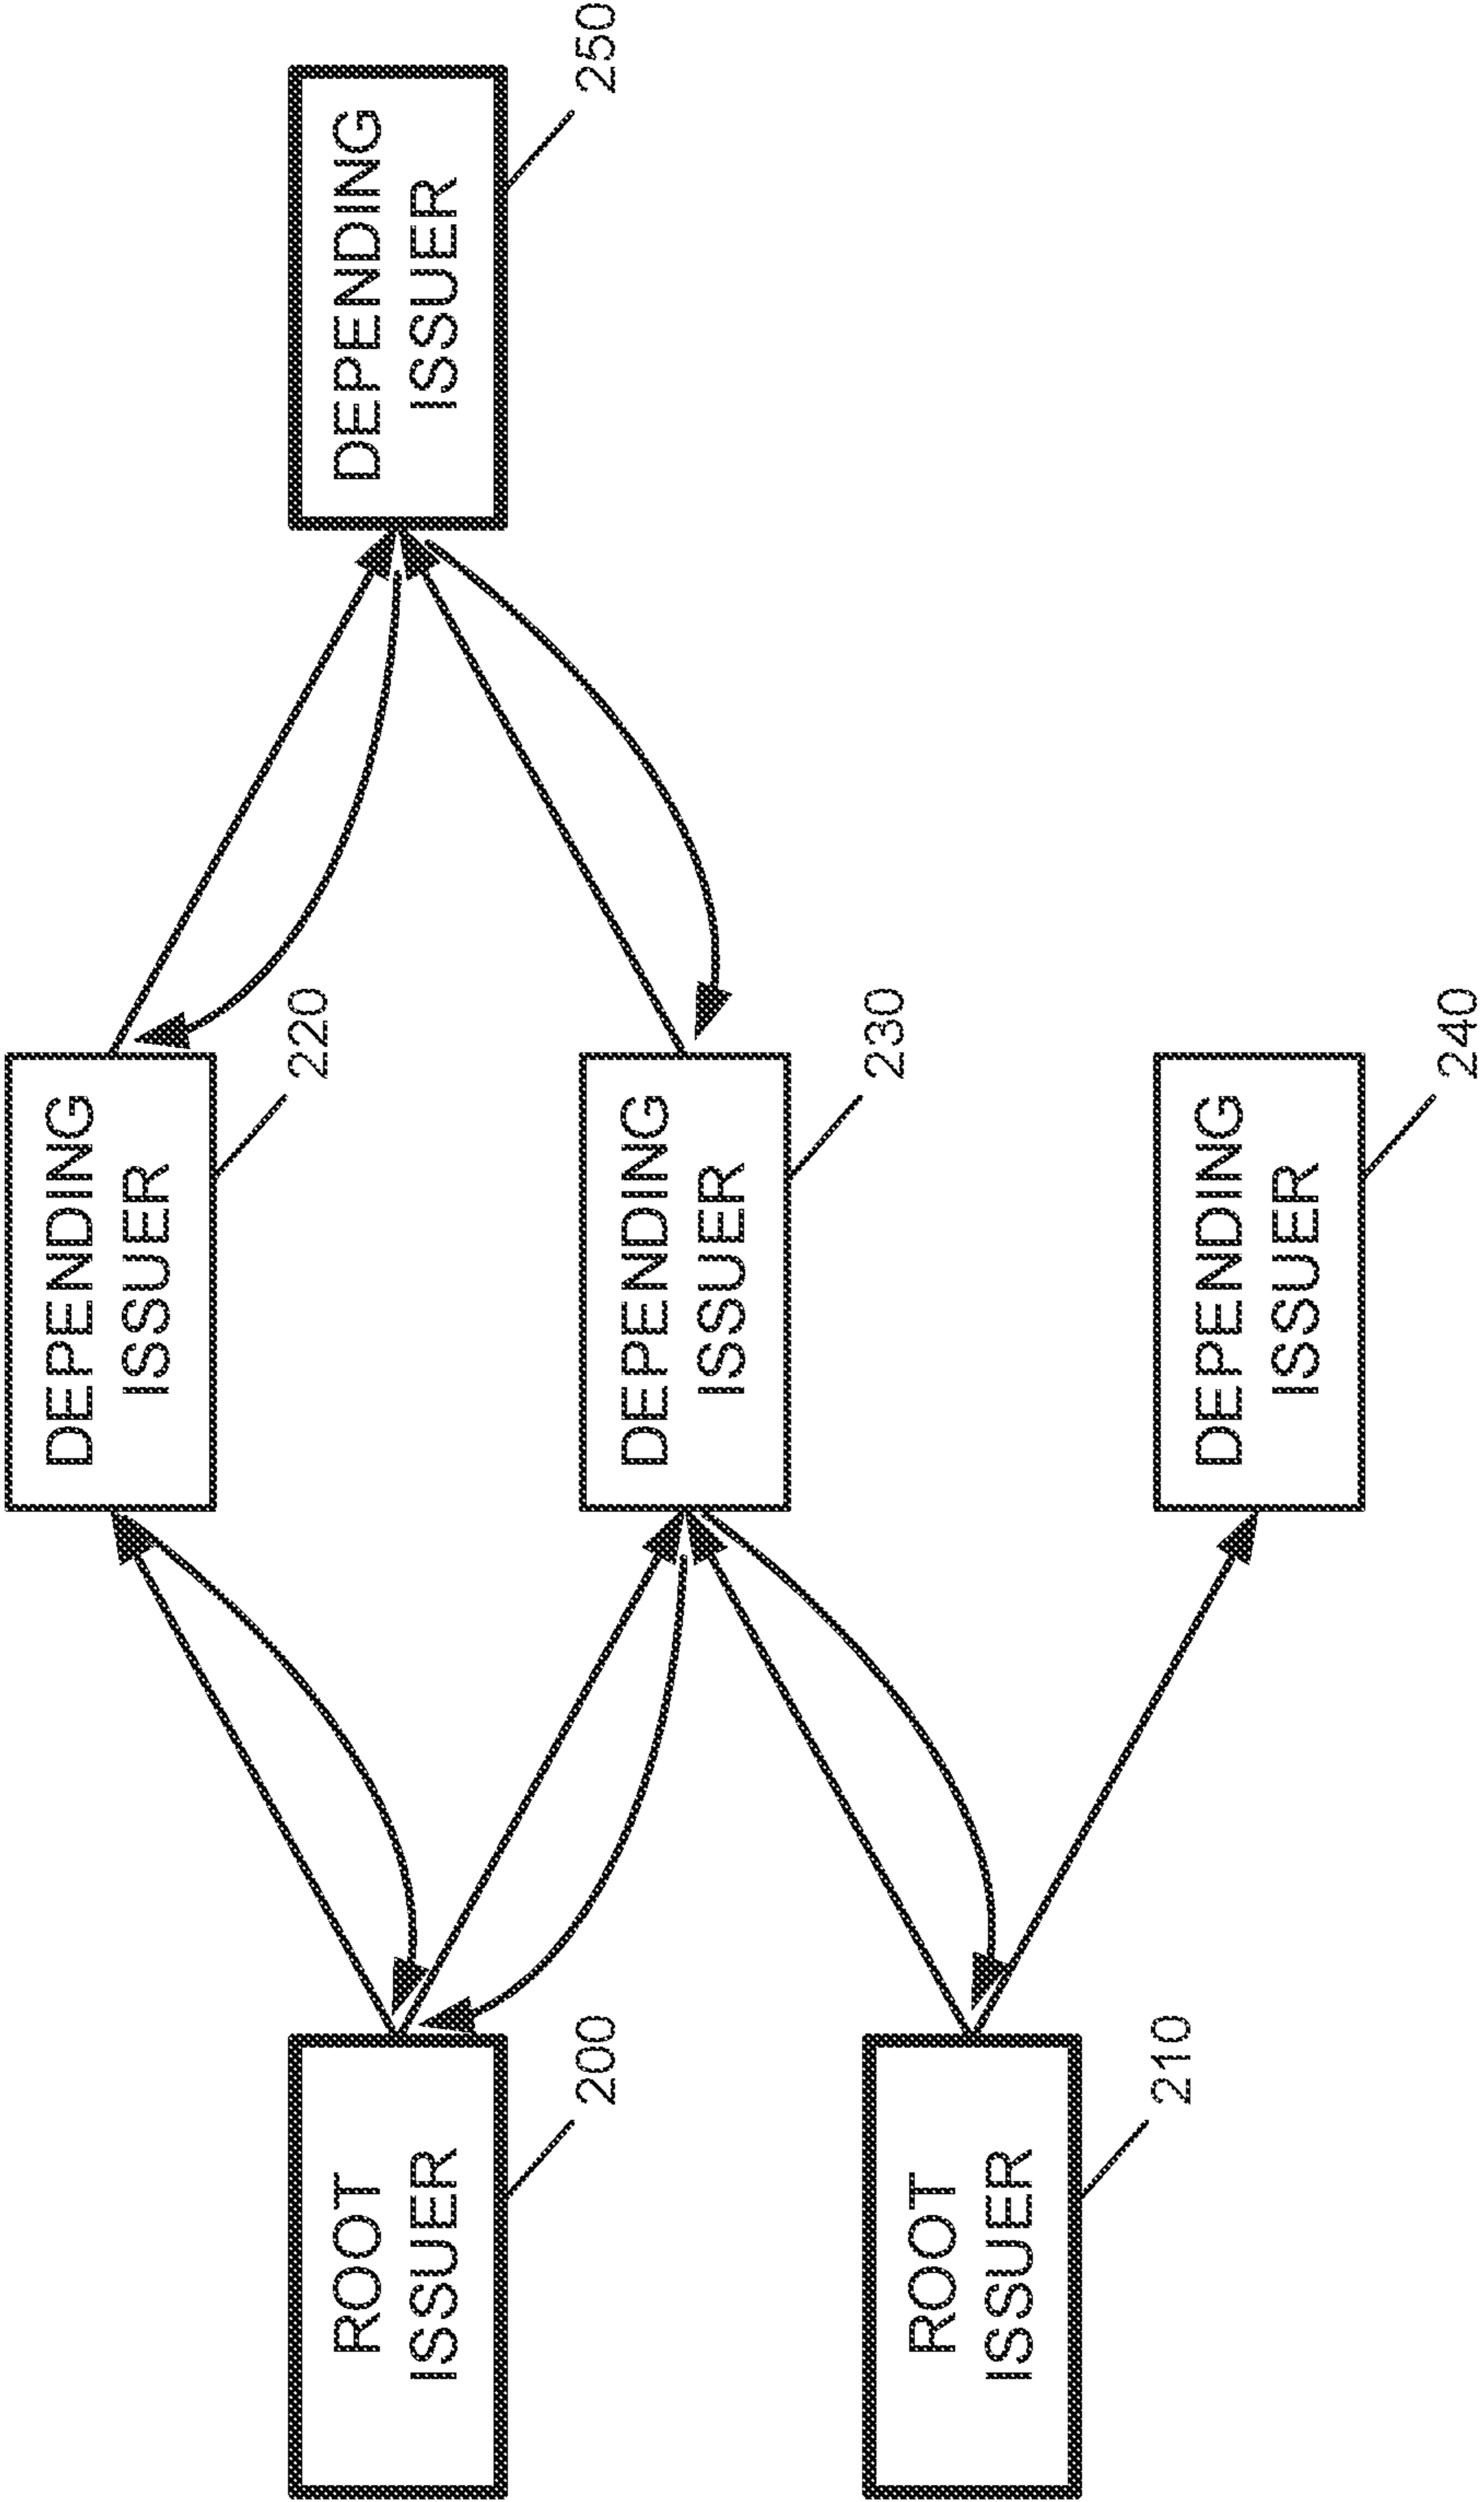 DEPENDING
ISSUER
220
ROOT
ISSUER
200
DEPENDING
ISSUER
250
DEPENDING
ISSUER
230
ROOT
ISSUER
210
DEPENDING
ISSUER
240